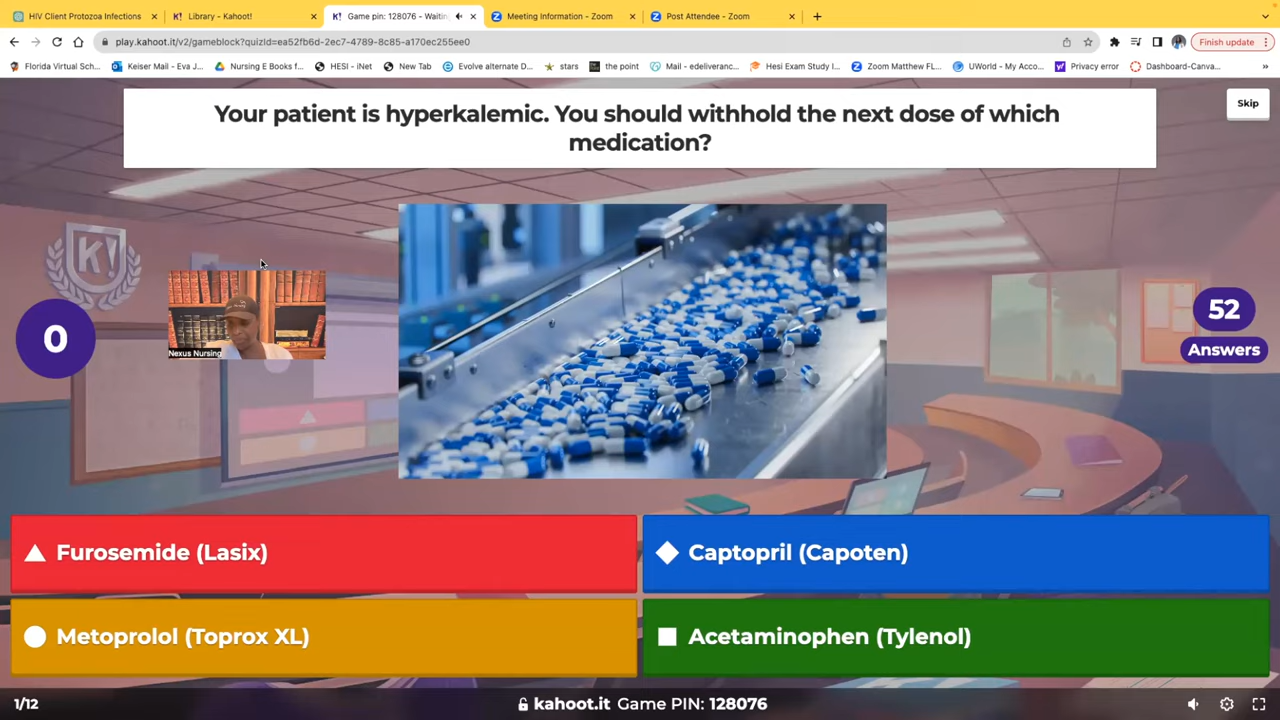 HIV Client Protozoa Infections
Library - Kahoot!
Game pin: 128076 - Waitin
Meeting Information - Zoom
Post Attendee - Zoom
play.kahoot.it/v2/gameblock?quizId=ea52fb6d-2ec7-4789-8c85-a170ec255ee0
Finish update
Florida Virtual Sch...
Keiser Mail - Eva J...
Nursing E Books f...
HESI - iNet
New Tab
Evolve alternate D...
stars
the point
Mail - edeliveranc...
Hesi Exam Study I...
Zoom Matthew FL...
UWorld - My Acco...
Privacy error
Dashboard-Canva...
»
Your patient is hyperkalemic. You should withhold the next dose of which
medication?
Skip
K!
Nexus Nursing
0
52
Answers
Furosemide (Lasix)
Captopril (Capoten)
Metoprolol (Toprox XL)
Acetaminophen (Tylenol)
1/12
kahoot.it Game PIN: 128076